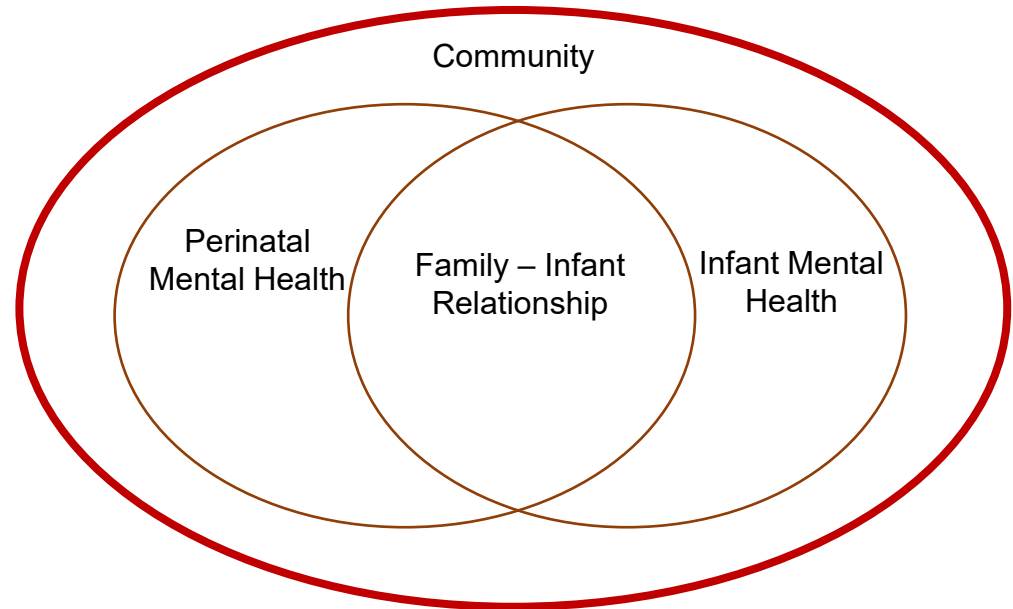 Community
Perinatal
Mental Health
Family – Infant
Relationship
Infant Mental
Health